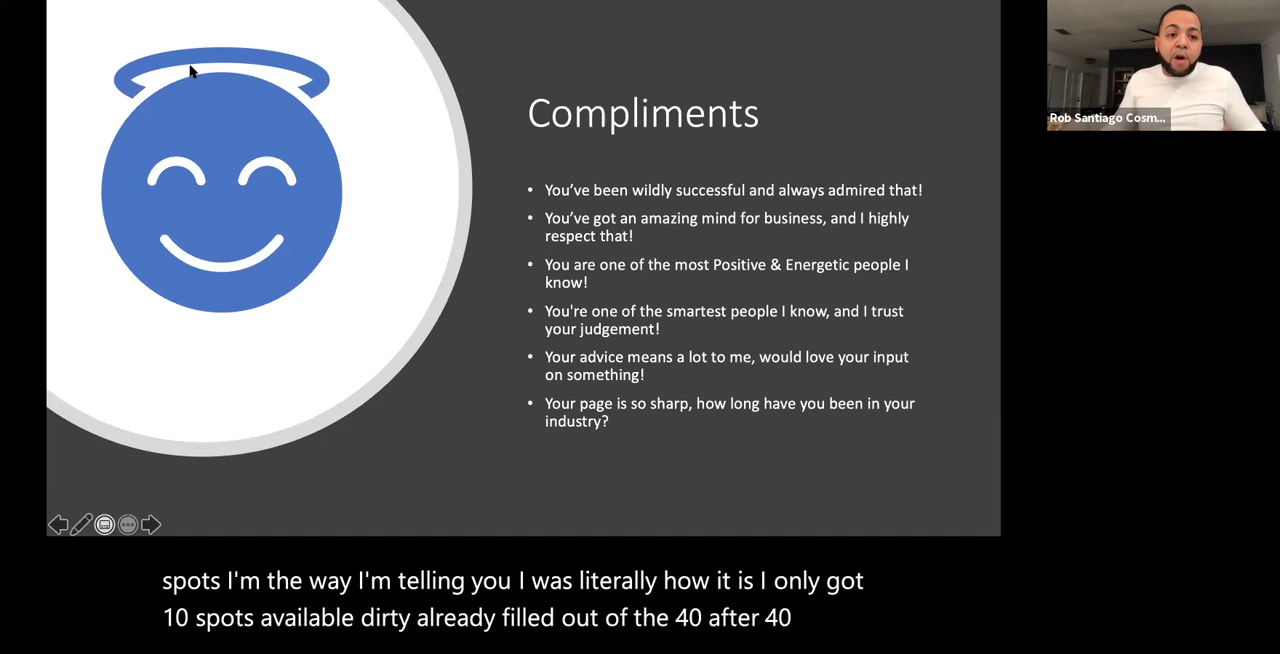 Compliments
• You’ve been wildly successful and always admired that!
• You’ve got an amazing mind for business, and I highly
respect that!
• You are one of the most Positive & Energetic people I
know!
• You're one of the smartest people I know, and I trust
your judgement!
• Your advice means a lot to me, would love your input
on something!
• Your page is so sharp, how long have you been in your
industry?
Rob Santiago Cosm...
spots I'm the way I'm telling you I was literally how it is I only got
10 spots available dirty already filled out of the 40 after 40